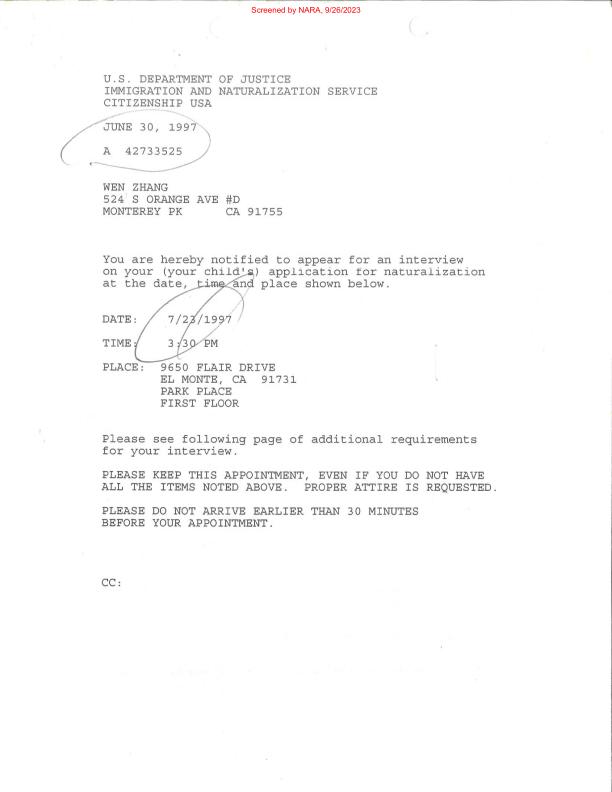 Screened by NARA, 9/26/2023
U.S. DEPARTMENT OF JUSTICE
IMMIGRATION AND NATURALIZATION SERVICE
CITIZENSHIP USA
JUNE 30, 1997
A 42733525
WEN ZHANG
524 S ORANGE AVE #D
MONTEREY PK CA 91755
You are hereby notified to appear for an interview
on your (your child's) application for naturalization
at the date, time and place shown below.
DATE: 7/23/1997
TIME: 3:30 PM
PLACE: 9650 FLAIR DRIVE
EL MONTE, CA 91731
PARK PLACE
FIRST FLOOR
Please see following page of additional requirements
for your interview.
PLEASE KEEP THIS APPOINTMENT, EVEN IF YOU DO NOT HAVE
ALL THE ITEMS NOTED ABOVE. PROPER ATTIRE IS REQUESTED.
PLEASE DO NOT ARRIVE EARLIER THAN 30 MINUTES
BEFORE YOUR APPOINTMENT.
CC: